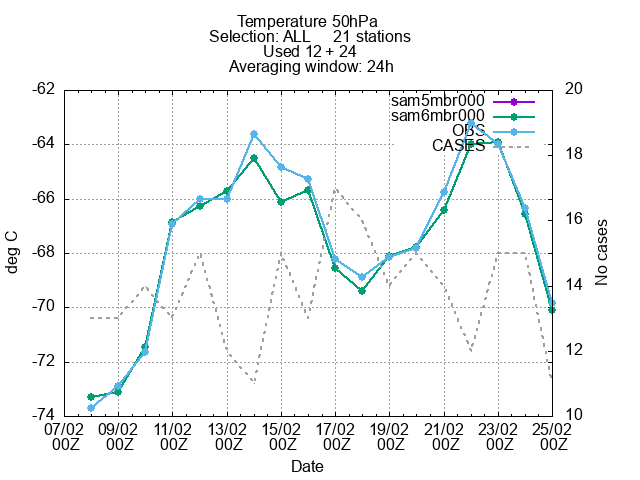 Temperature 50hPa
Selection: ALL 21 stations
Used 12 + 24
Averaging window: 24h
-62
-64
-66
-68
-70
-72
-74
deg C
20
18
16
14
12
10
No cases
sam5mbr000
sam6mbr000
OBS
CASES
07/02 09/02 11/02 13/02 15/02 17/02 19/02 21/02 23/02 25/02
00Z 00Z 00Z 00Z 00Z 00Z 00Z 00Z 00Z 00Z
Date